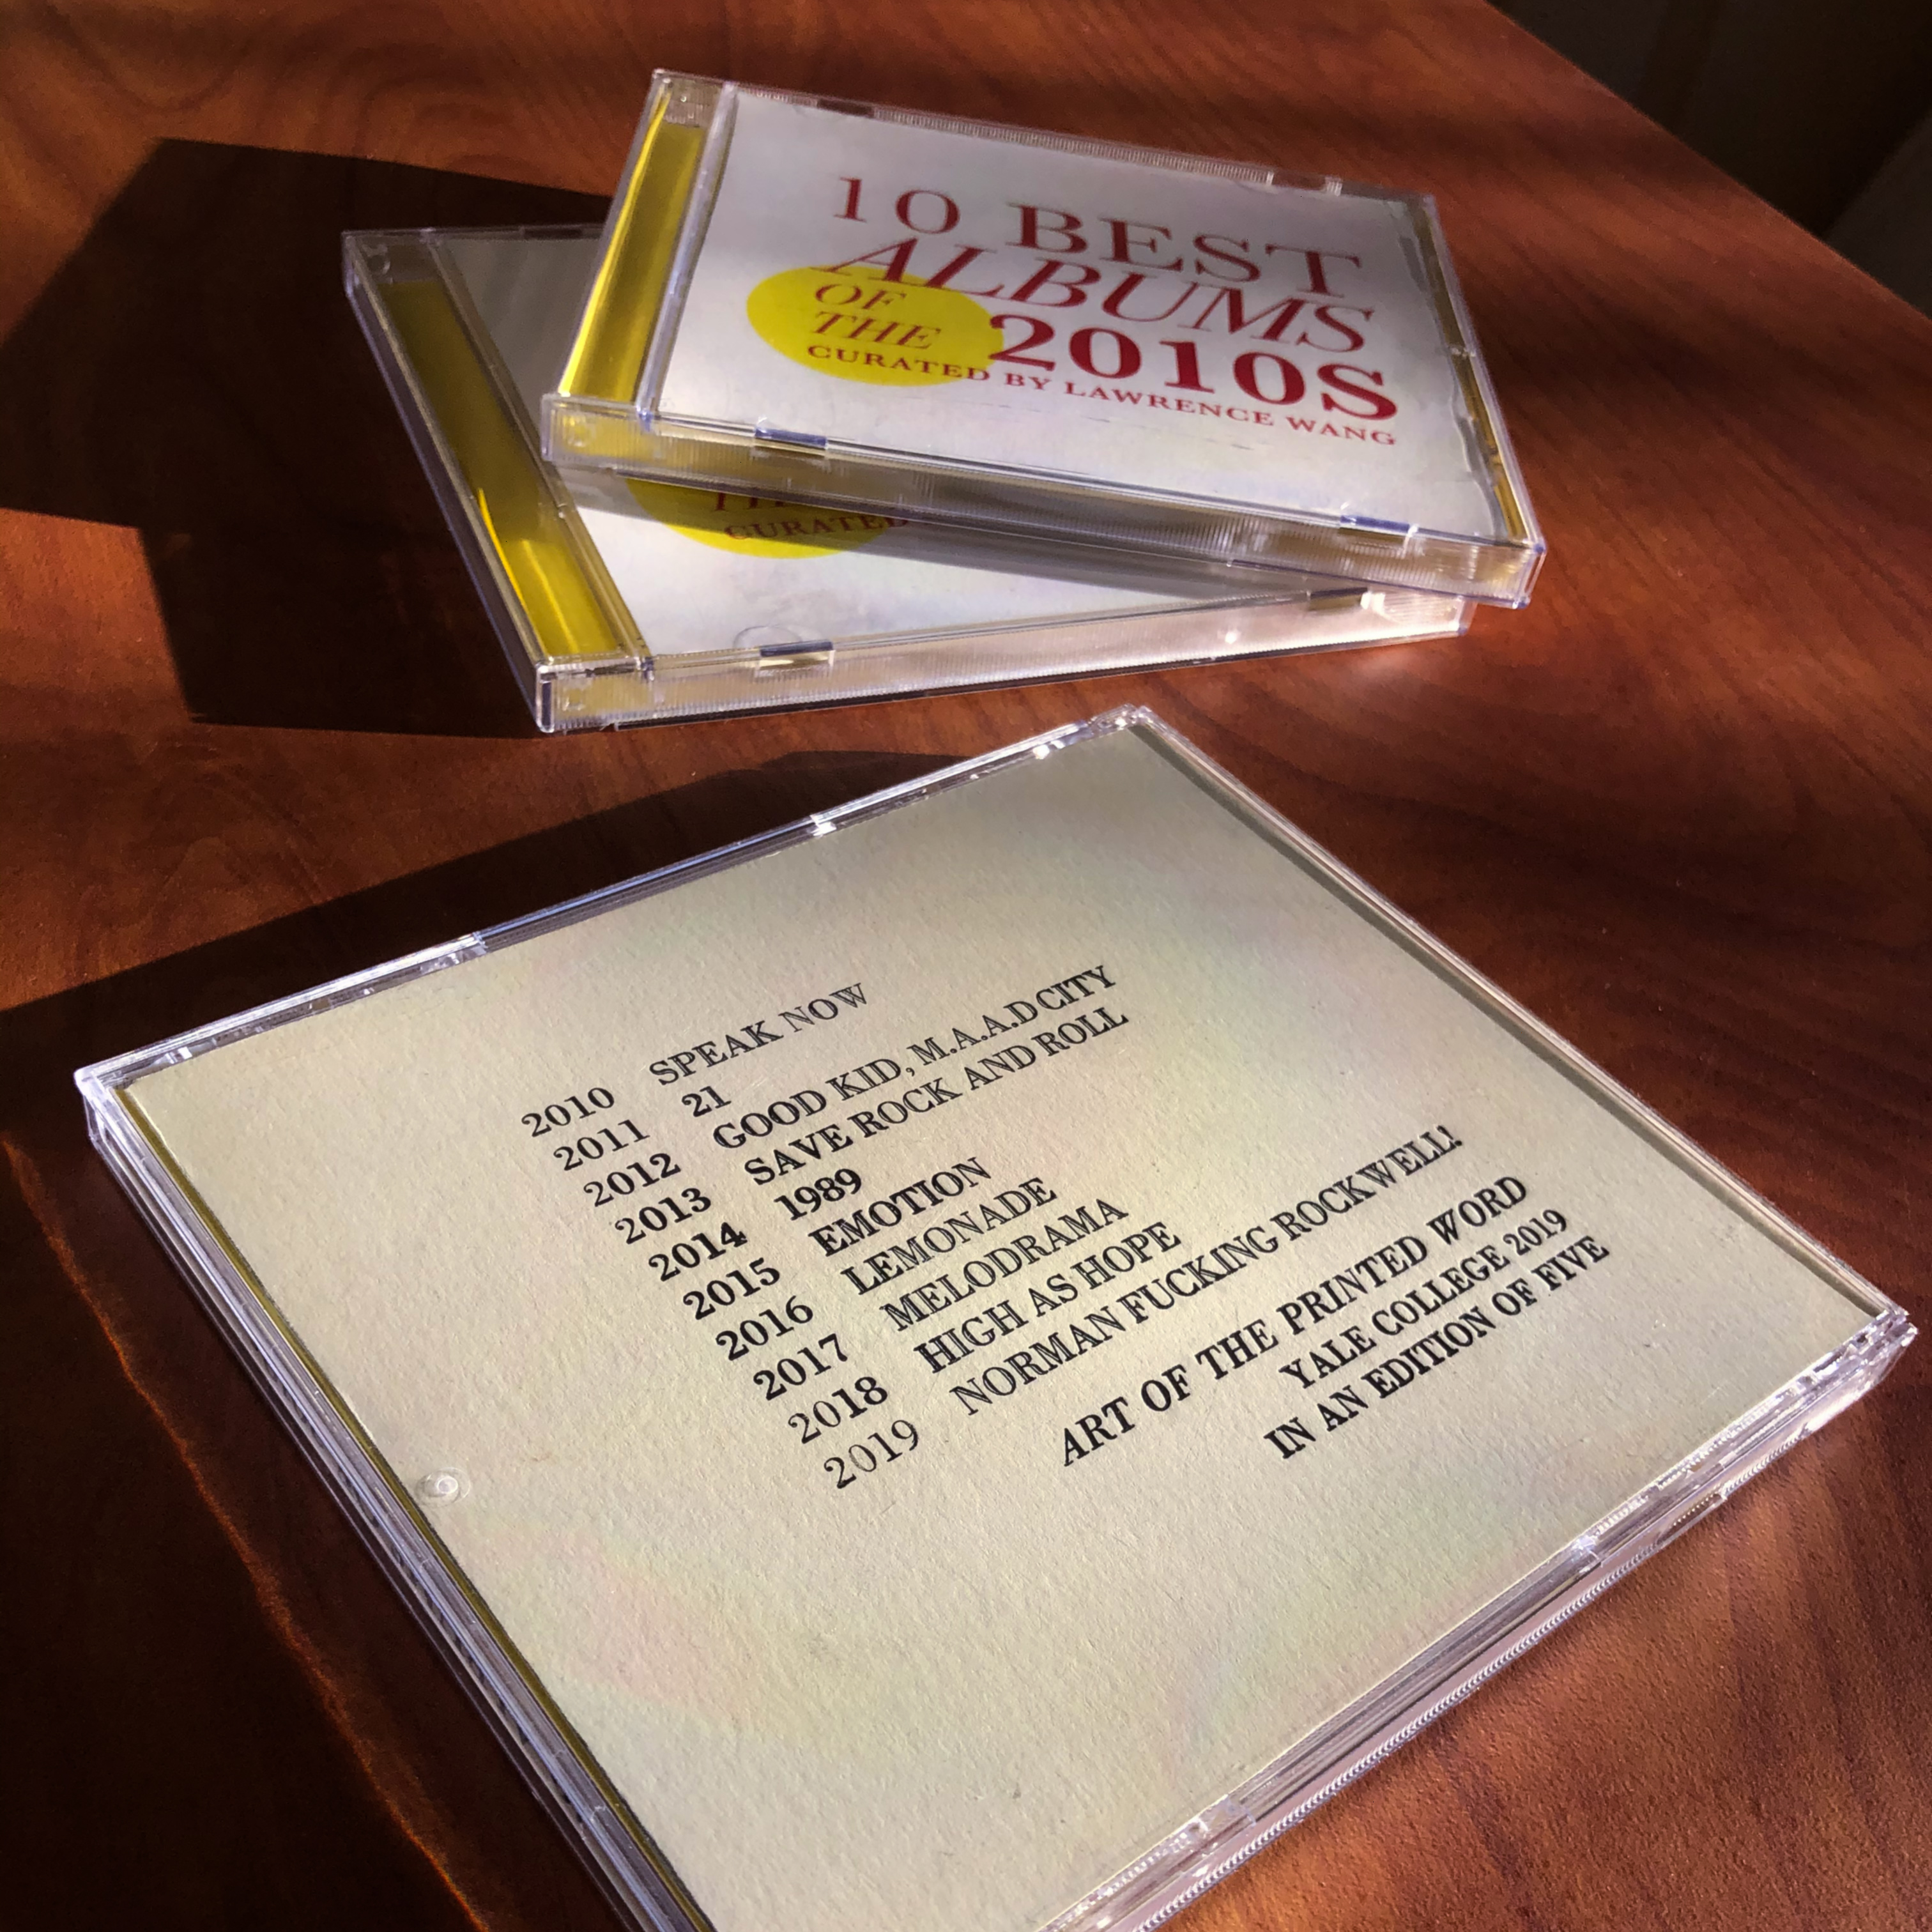 10 BEST
ALBUMS
OF THE 2010S
CURATED BY LAWRENCE WANG
CURATED
2010 SPEAK NOW
2011 21
2012 GOOD KID, M.A.A.D CITY
2013 SAVE ROCK AND ROLL
2014 1989
2015 EMOTION
2016 LEMONADE
2017 MELODRAMA
2018 HIGH AS HOPE
2019 NORMAN FUCKING ROCKWELL!
ART OF THE PRINTED WORD
YALE COLLEGE 2019
IN AN EDITION OF FIVE